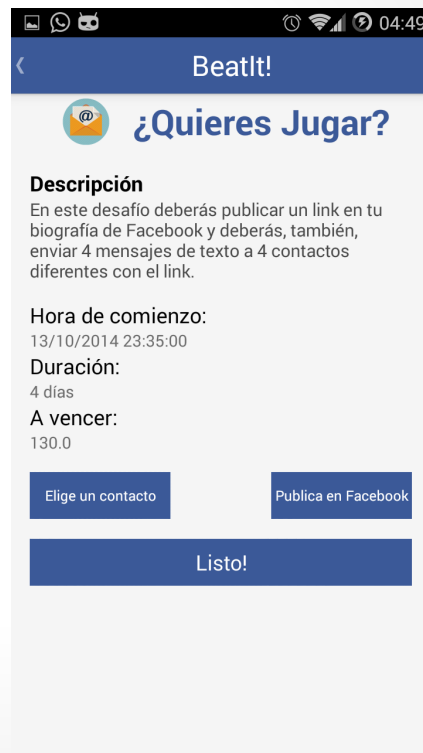 04:49
BeatIt!
@
¿Quieres Jugar?
Descripción
En este desafío deberás publicar un link en tu
biografía de Facebook y deberás, también,
enviar 4 mensajes de texto a 4 contactos
diferentes con el link.
Hora de comienzo:
13/10/2014 23:35:00
Duración:
4 días
A vencer:
130.0
Elige un contacto
Publica en Facebook
Listo!